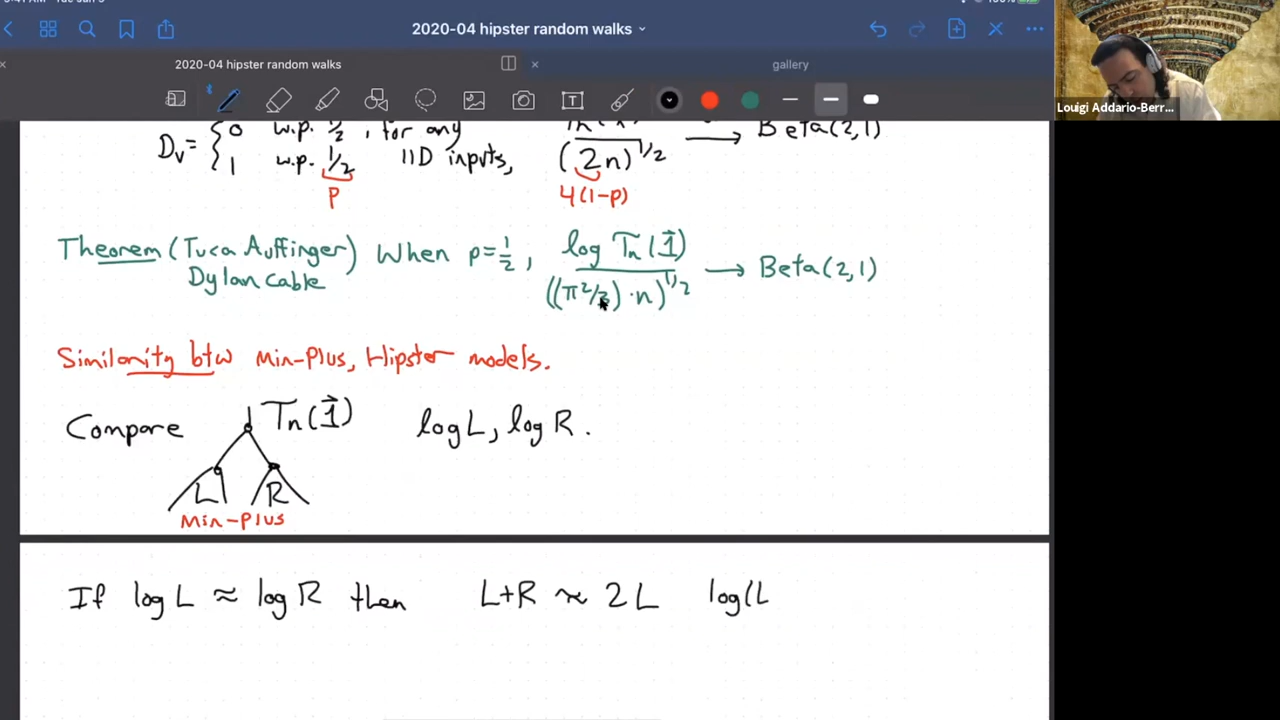 2020-04 hipster random walks
2020-04 hipster random walks
gallery
Louigi Addario-Berr...
D_v = { 0 w.p. 1/2, for any
1 w.p. 1/2 IID inputs, (2n)^{1/2} → Beta(2,1)
p 4(1-p)
Theorem (Tuca Auffinger) When p=1/2, log T_n(1⃗) / ((π²/3)·n)^{1/2} → Beta(2,1)
Dylan Cable
Similarity btw Min-Plus, Hipster models.
Compare T_n(1⃗) log L, log R.
L R
Min-Plus
If log L ≈ log R then L+R ≈ 2L log(L